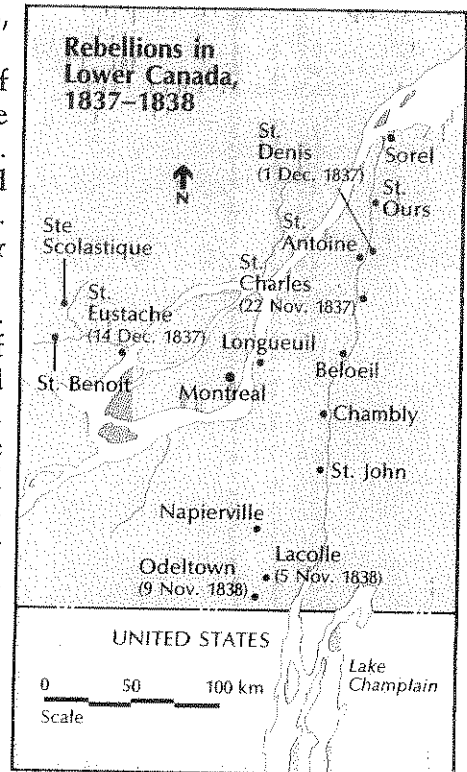 Rebellions in
Lower Canada,
1837–1838
N
St.
Denis
(1 Dec. 1837)
Sorel
St.
Ours
St.
Antoine
Ste
Scolastique
St.
Charles
(22 Nov. 1837)
St.
Eustache
(14 Dec. 1837)
Longueuil
Beloeil
St. Benoit
Montreal
Chambly
St. John
Napierville
Odeltown
(9 Nov. 1838)
Lacolle
(5 Nov. 1838)
UNITED STATES
Lake
Champlain
0 50 100 km
Scale